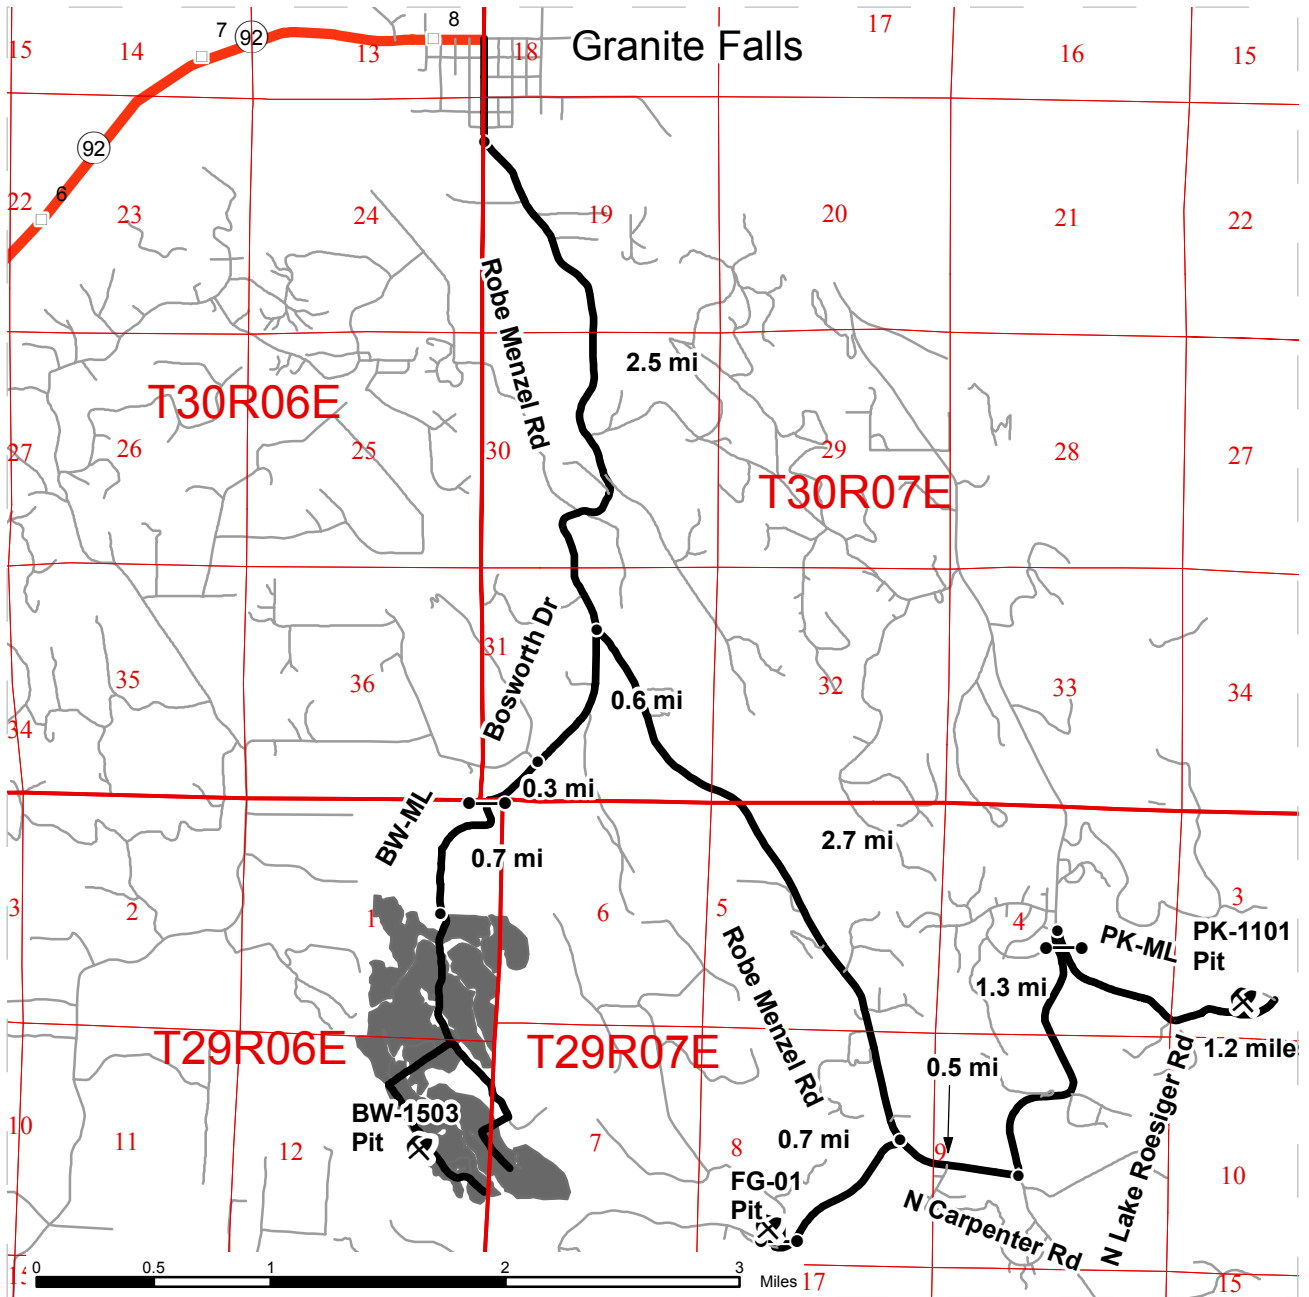 7
8
17
92
15
14
13
18
Granite Falls
16
15
92
6
22
23
24
19
20
21
22
Robe Menzel Rd
2.5 mi
T30R06E
27
26
25
30
29
28
27
T30R07E
Bosworth Dr
31
35
36
0.6 mi
32
33
34
34
0.3 mi
BW-ML
0.7 mi
2.7 mi
3
2
1
6
5
4
3
Robe Menzel Rd
PK-ML
PK-1101
Pit
1.3 mi
T29R06E
T29R07E
1.2 miles
0.5 mi
N Lake Roesiger Rd
BW-1503
Pit
10
11
12
7
8
0.7 mi
9
10
FG-01
Pit
N Carpenter Rd
15
0
0.5
1
2
3
Miles
17
15